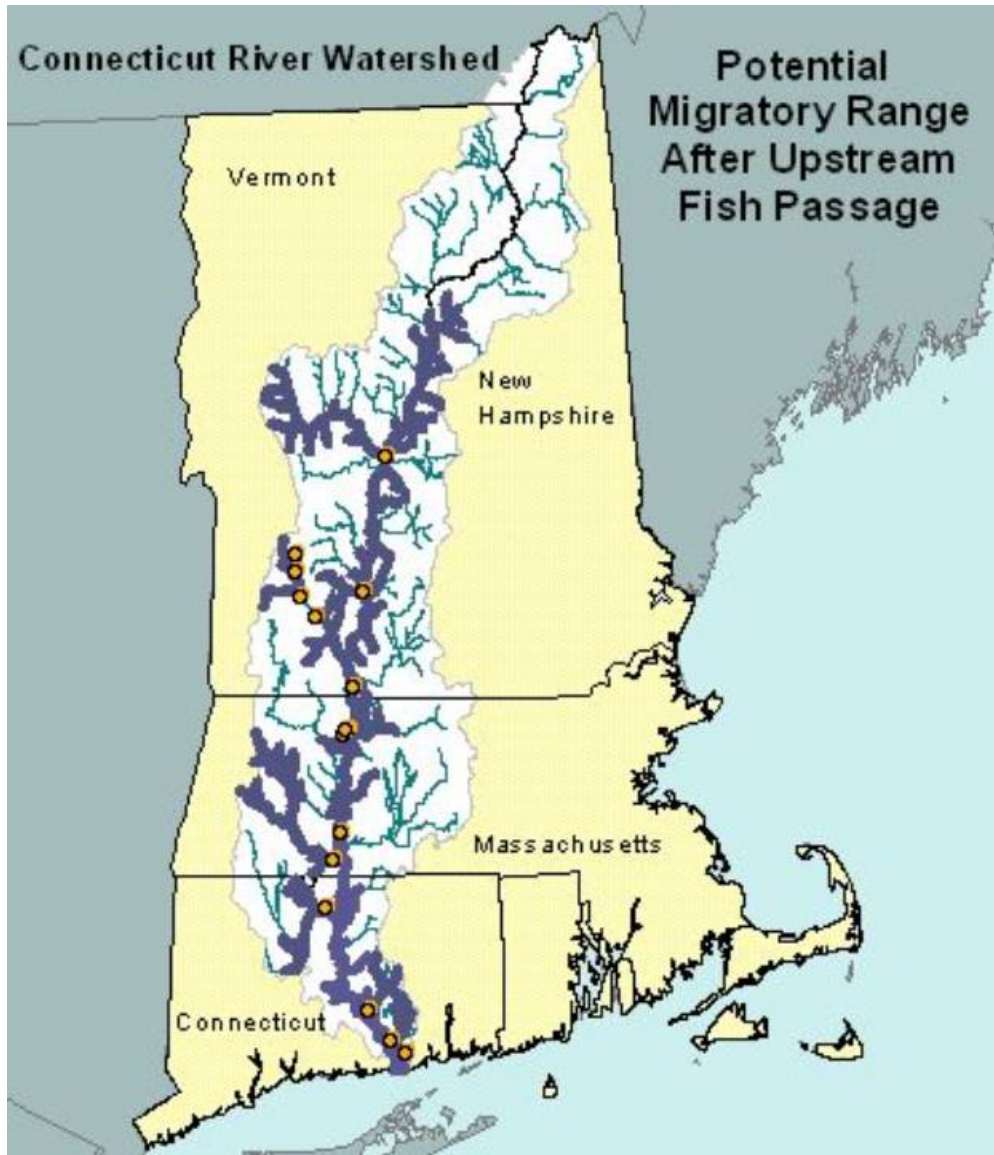 Connecticut River Watershed
Potential
Migratory Range
After Upstream
Fish Passage
Vermont
New
Hampshire
Massachusetts
Connecticut